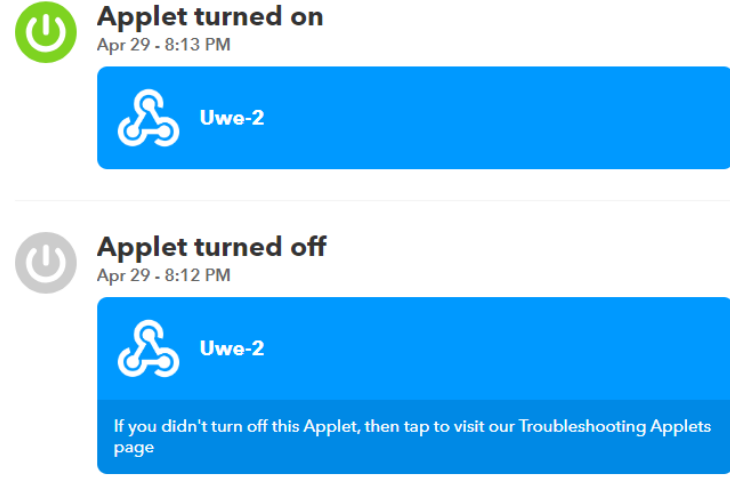 Applet turned on
Apr 29 - 8:13 PM
Uwe-2
Applet turned off
Apr 29 - 8:12 PM
Uwe-2
If you didn't turn off this Applet, then tap to visit our Troubleshooting Applets
page